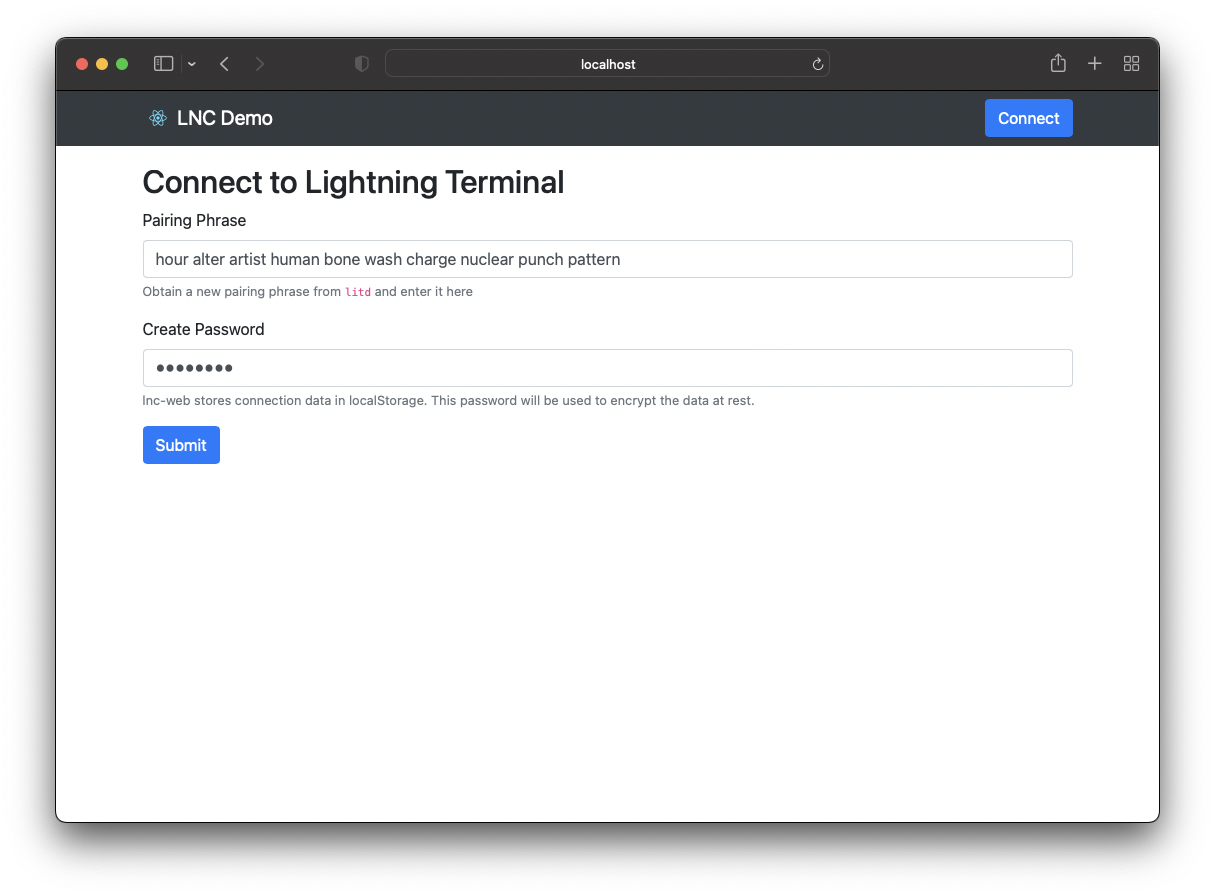 localhost
LNC Demo
Connect
Connect to Lightning Terminal
Pairing Phrase
hour alter artist human bone wash charge nuclear punch pattern
Obtain a new pairing phrase from litd and enter it here
Create Password
••••••••
lnc-web stores connection data in localStorage. This password will be used to encrypt the data at rest.
Submit